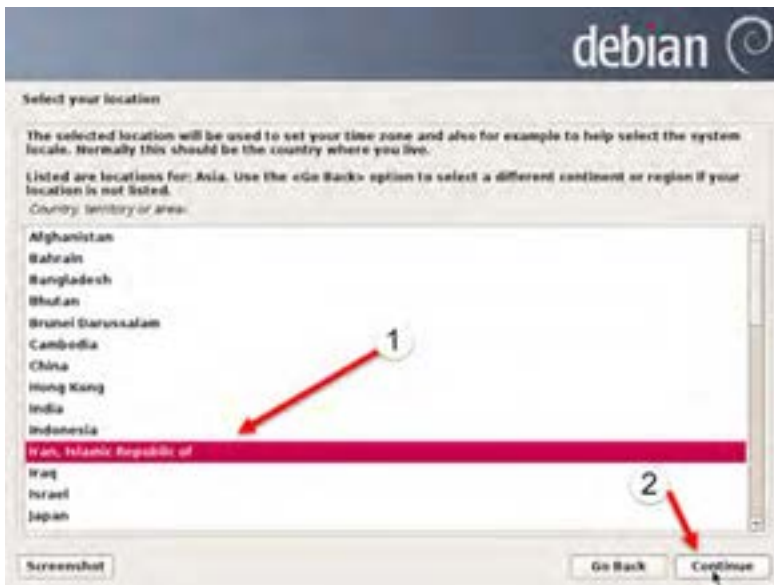 debian
Select your location
The selected location will be used to set your time zone and also for example to help select the system
locale. Normally this should be the country where you live.
Listed are locations for: Asia. Use the «Go Back» option to select a different continent or region if your
location is not listed.
Country, territory or area:
Afghanistan
Bahrain
Bangladesh
Bhutan
Brunei Darussalam
Cambodia
1
China
Hong Kong
India
Indonesia
Iran, Islamic Republic of
Iraq
Israel
2
Japan
Screenshot
Go Back
Continue